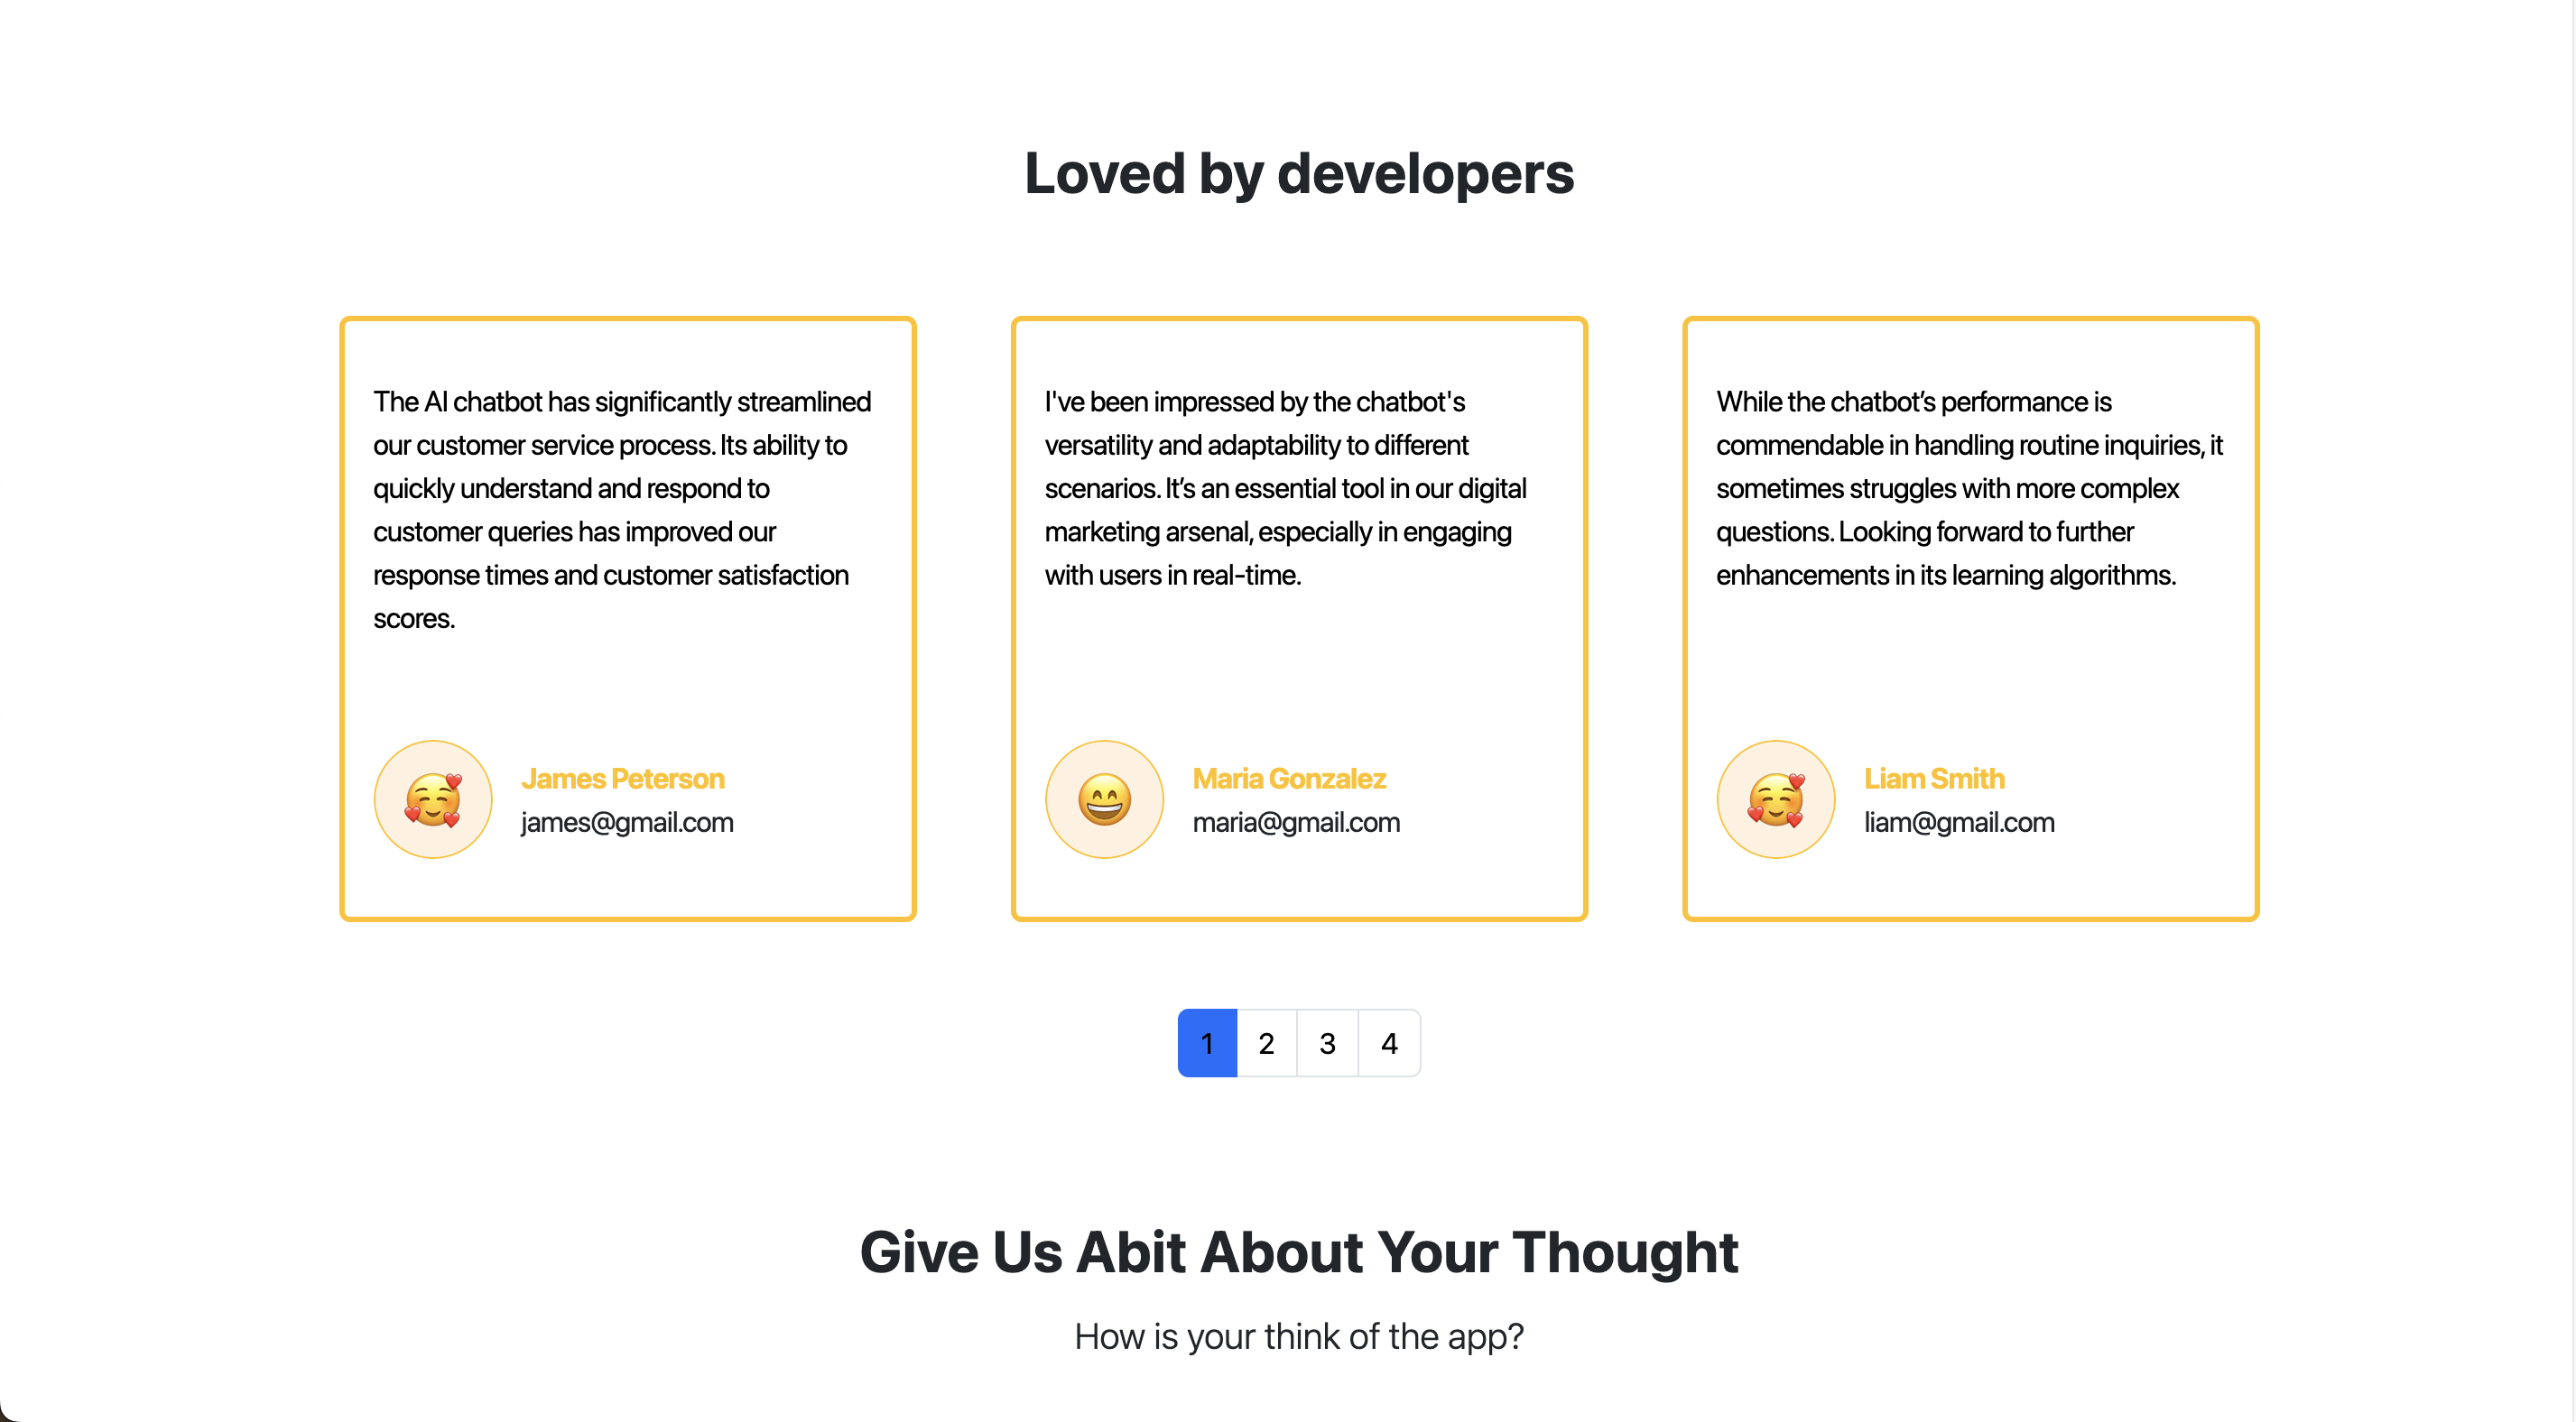 Loved by developers
The AI chatbot has significantly streamlined
our customer service process. Its ability to
quickly understand and respond to
customer queries has improved our
response times and customer satisfaction
scores.
James Peterson
james@gmail.com
I've been impressed by the chatbot's
versatility and adaptability to different
scenarios. It’s an essential tool in our digital
marketing arsenal, especially in engaging
with users in real-time.
Maria Gonzalez
maria@gmail.com
While the chatbot’s performance is
commendable in handling routine inquiries, it
sometimes struggles with more complex
questions. Looking forward to further
enhancements in its learning algorithms.
Liam Smith
liam@gmail.com
1 2 3 4
Give Us Abit About Your Thought
How is your think of the app?